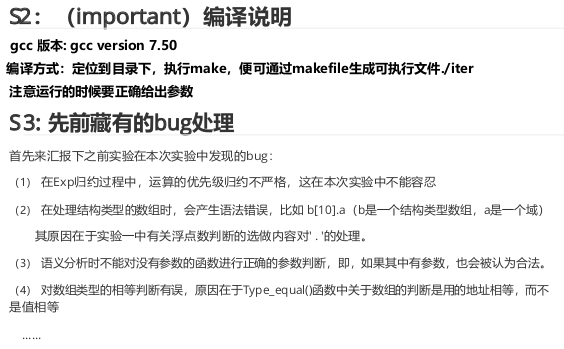 S2：（important）编译说明
gcc 版本: gcc version 7.50
编译方式：定位到目录下，执行make，便可通过makefile生成可执行文件./iter
注意运行的时候要正确给出参数
S3: 先前藏有的bug处理
首先来汇报下之前实验在本次实验中发现的bug：
（1） 在Exp归约过程中，运算的优先级归约不严格，这在本次实验中不能容忍
（2） 在处理结构类型的数组时，会产生语法错误，比如 b[10].a（b是一个结构类型数组，a是一个域）
其原因在于实验一中有关浮点数判断的选做内容对' . '的处理。
（3） 语义分析时不能对没有参数的函数进行正确的参数判断，即，如果其中有参数，也会被认为合法。
（4） 对数组类型的相等判断有误，原因在于Type_equal()函数中关于数组的判断是用的地址相等，而不
是值相等
……